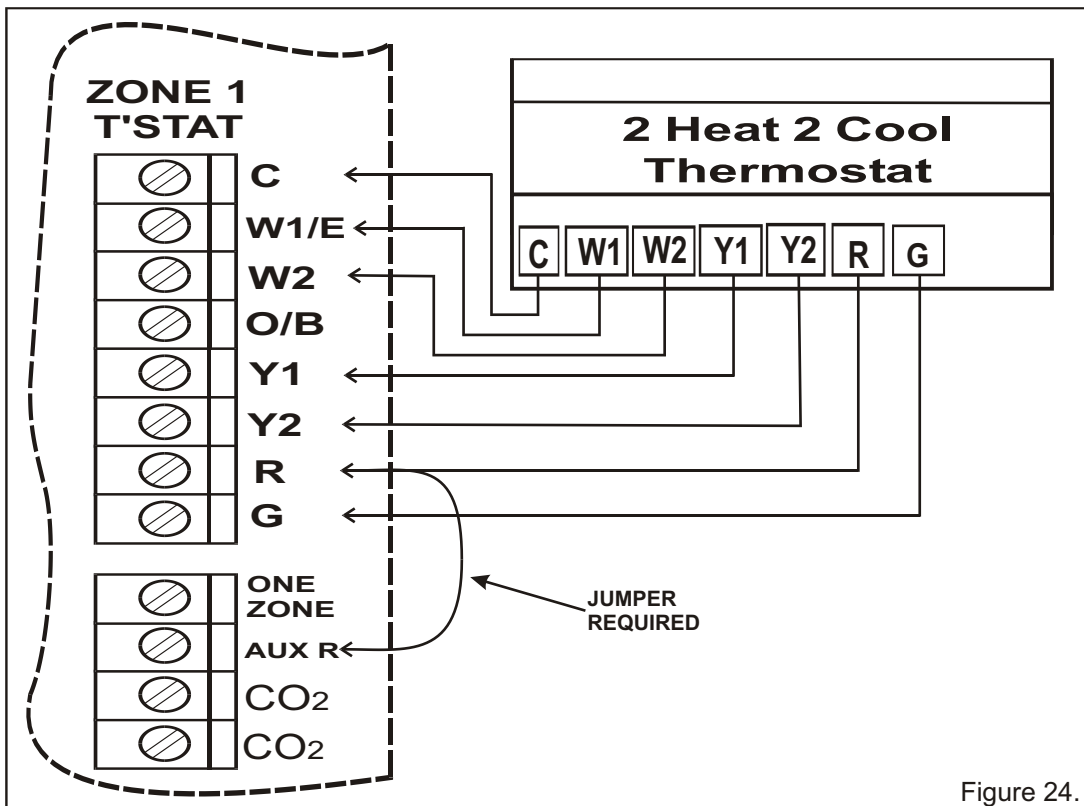 ZONE 1
T'STAT
C
W1/E
W2
O/B
Y1
Y2
R
G
ONE
ZONE
AUX R
CO2
CO2
2 Heat 2 Cool
Thermostat
C W1 W2 Y1 Y2 R G
JUMPER
REQUIRED
Figure 24.